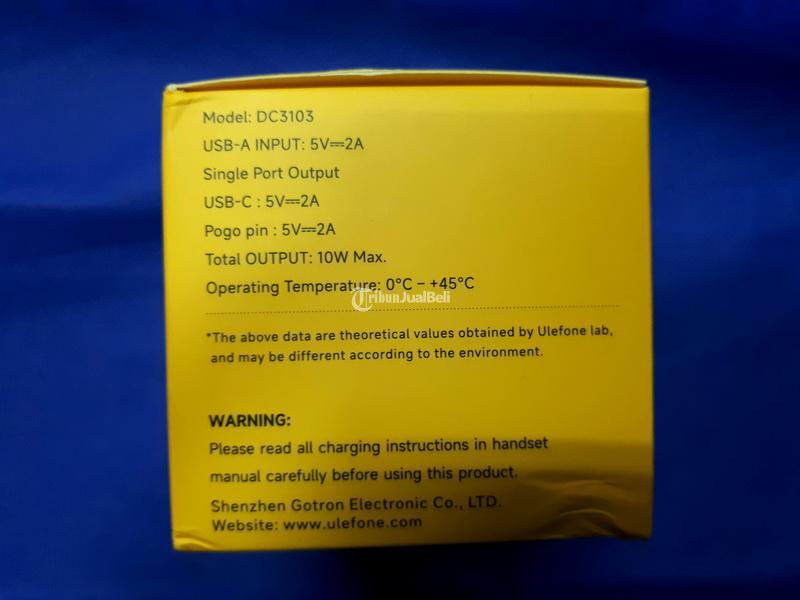 Model: DC3103
USB-A INPUT: 5V⎓2A
Single Port Output
USB-C : 5V⎓2A
Pogo pin : 5V⎓2A
Total OUTPUT: 10W Max.
Operating Temperature: 0°C – +45°C
TribunJualBeli
*The above data are theoretical values obtained by Ulefone lab,
and may be different according to the environment.
WARNING:
Please read all charging instructions in handset
manual carefully before using this product.
Shenzhen Gotron Electronic Co., LTD.
Website: www.ulefone.com